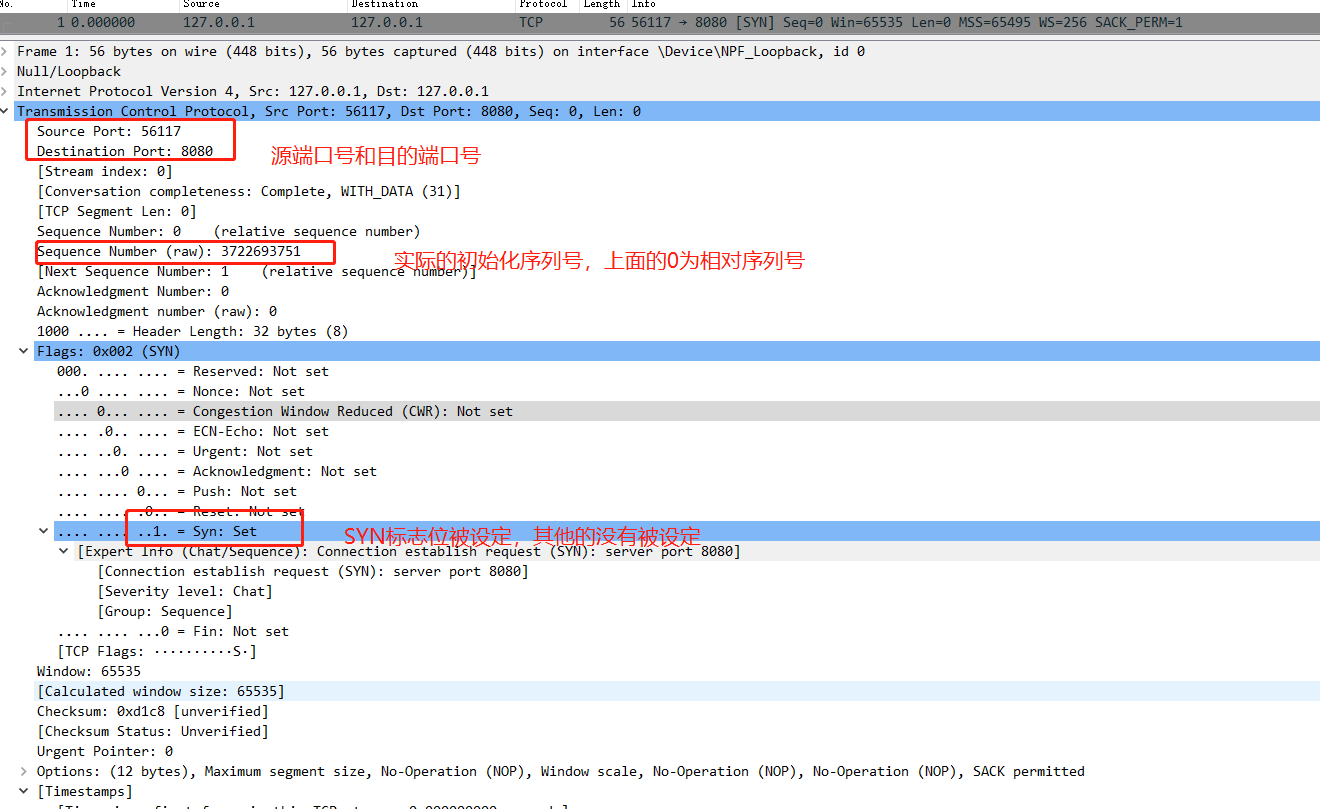 No. Time Source Destination Protocol Length Info
1 0.000000 127.0.0.1 127.0.0.1 TCP 56 56117 → 8080 [SYN] Seq=0 Win=65535 Len=0 MSS=65495 WS=256 SACK_PERM=1
Frame 1: 56 bytes on wire (448 bits), 56 bytes captured (448 bits) on interface \Device\NPF_Loopback, id 0
Null/Loopback
Internet Protocol Version 4, Src: 127.0.0.1, Dst: 127.0.0.1
Transmission Control Protocol, Src Port: 56117, Dst Port: 8080, Seq: 0, Len: 0
Source Port: 56117
Destination Port: 8080
源端口号和目的端口号
[Stream index: 0]
[Conversation completeness: Complete, WITH_DATA (31)]
[TCP Segment Len: 0]
Sequence Number: 0 (relative sequence number)
Sequence Number (raw): 3722693751
实际的初始化序列号，上面的0为相对序列号
[Next Sequence Number: 1 (relative sequence number)]
Acknowledgment Number: 0
Acknowledgment number (raw): 0
1000 .... = Header Length: 32 bytes (8)
Flags: 0x002 (SYN)
000. .... .... = Reserved: Not set
...0 .... .... = Nonce: Not set
.... 0... .... = Congestion Window Reduced (CWR): Not set
.... .0.. .... = ECN-Echo: Not set
.... ..0. .... = Urgent: Not set
.... ...0 .... = Acknowledgment: Not set
.... .... 0... = Push: Not set
.... .... .0.. = Reset: Not set
.... .... ..1. = Syn: Set
SYN标志位被设定，其他的没有被设定
[Expert Info (Chat/Sequence): Connection establish request (SYN): server port 8080]
[Connection establish request (SYN): server port 8080]
[Severity level: Chat]
[Group: Sequence]
.... .... ...0 = Fin: Not set
[TCP Flags: ··········S·]
Window: 65535
[Calculated window size: 65535]
Checksum: 0xd1c8 [unverified]
[Checksum Status: Unverified]
Urgent Pointer: 0
Options: (12 bytes), Maximum segment size, No-Operation (NOP), Window scale, No-Operation (NOP), No-Operation (NOP), SACK permitted
[Timestamps]